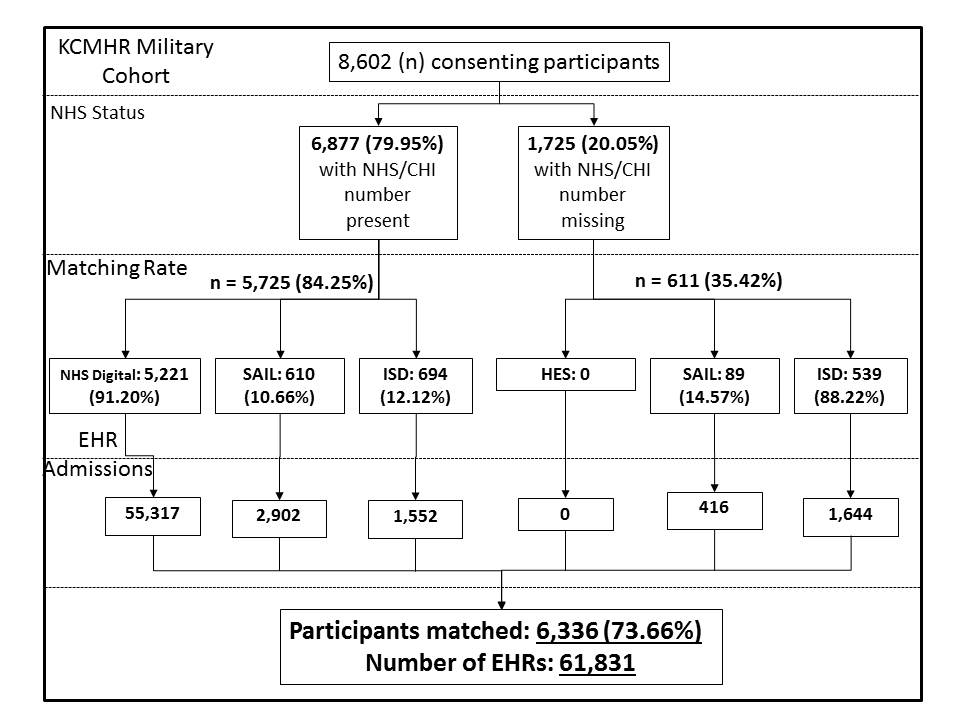 KCMHR Military
Cohort
8,602 (n) consenting participants
NHS Status
6,877 (79.95%)
with NHS/CHI
number
present
1,725 (20.05%)
with NHS/CHI
number
missing
Matching Rate
n = 5,725 (84.25%)
n = 611 (35.42%)
NHS Digital: 5,221
(91.20%)
SAIL: 610
(10.66%)
ISD: 694
(12.12%)
HES: 0
SAIL: 89
(14.57%)
ISD: 539
(88.22%)
EHR
Admissions
55,317
2,902
1,552
0
416
1,644
Participants matched: 6,336 (73.66%)
Number of EHRs: 61,831